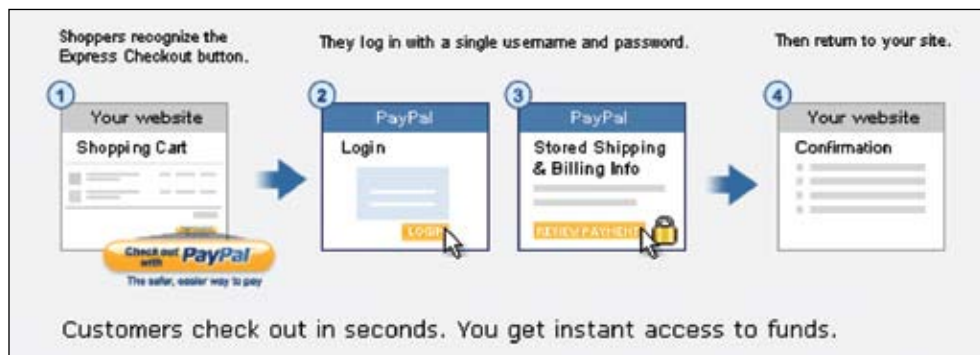 Shoppers recognize the
Express Checkout button.
They log in with a single username and password.
Then return to your site.
1
Your website
Shopping Cart
Check out
with
PayPal
The safer, easier way to pay
2
PayPal
Login
LOGIN
3
PayPal
Stored Shipping
& Billing Info
REVIEW PAYMENT
4
Your website
Confirmation
Customers check out in seconds. You get instant access to funds.